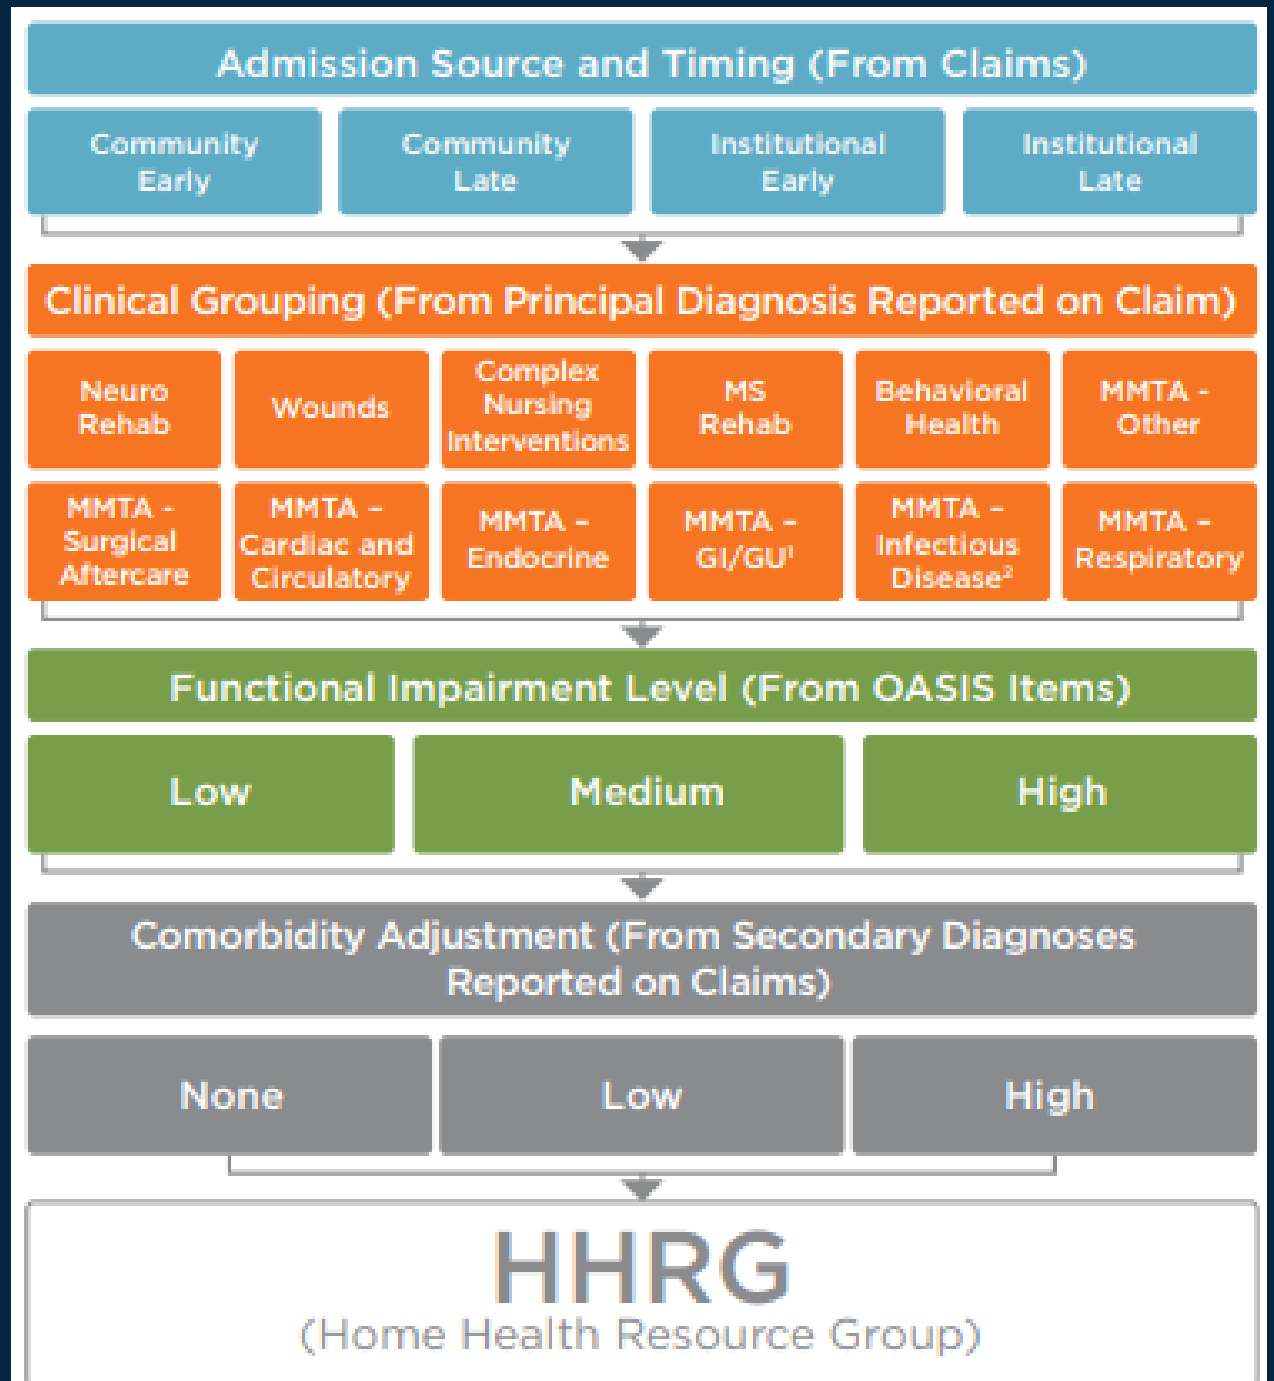 Admission Source and Timing (From Claims)
Community
Early
Community
Late
Institutional
Early
Institutional
Late
Clinical Grouping (From Principal Diagnosis Reported on Claim)
Neuro
Rehab
Wounds
Complex
Nursing
Interventions
MS
Rehab
Behavioral
Health
MMTA -
Other
MMTA -
Surgical
Aftercare
MMTA –
Cardiac and
Circulatory
MMTA –
Endocrine
MMTA –
GI/GU¹
MMTA –
Infectious
Disease²
MMTA –
Respiratory
Functional Impairment Level (From OASIS Items)
Low
Medium
High
Comorbidity Adjustment (From Secondary Diagnoses
Reported on Claims)
None
Low
High
HHRG
(Home Health Resource Group)